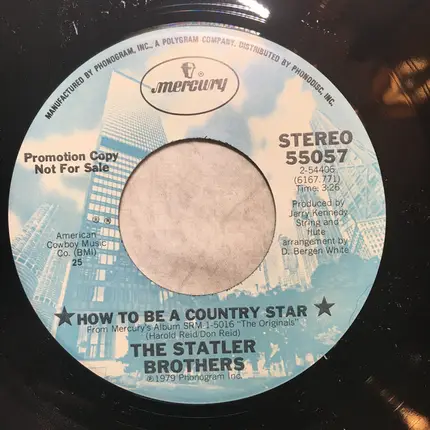 MANUFACTURED BY PHONOGRAM, INC., A POLYGRAM COMPANY. DISTRIBUTED BY PHONODISC, INC.
mercury
Promotion Copy
Not For Sale
STEREO
55057
2-54406
(6167.771)
Time: 3:26
Produced by
Jerry Kennedy
String and
flute
arrangement by
D. Bergen White
American
Cowboy Music
Co. (BMI)
25
★HOW TO BE A COUNTRY STAR★
From Mercury's Album SRM 1-5016 "The Originals"
(Harold Reid/Don Reid)
THE STATLER
BROTHERS
℗1979 Phonogram Inc.